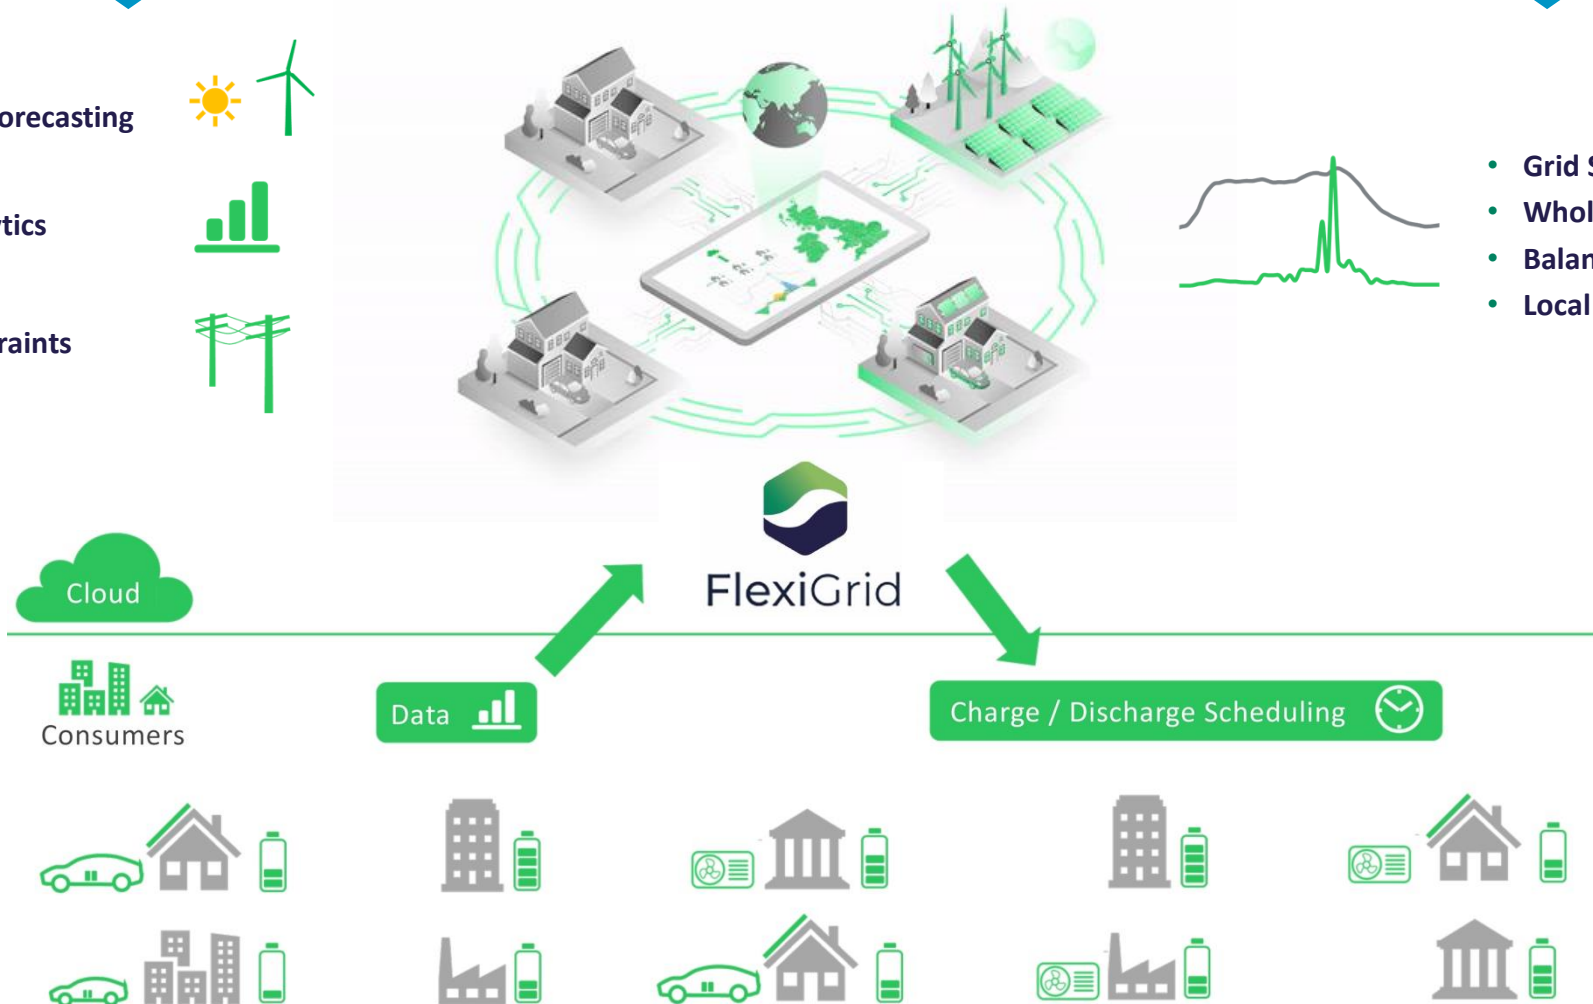 orecasting
tics
raints
• Grid S
• Whol
• Balan
• Local
FlexiGrid
Cloud
Consumers
Data
Charge / Discharge Scheduling